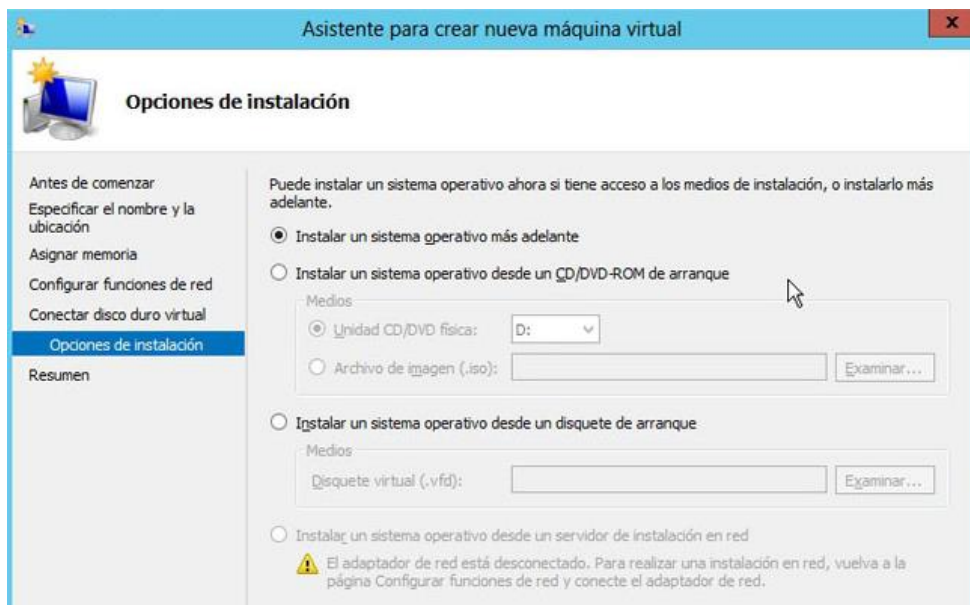 Asistente para crear nueva máquina virtual
x
Opciones de instalación
Antes de comenzar
Especificar el nombre y la
ubicación
Asignar memoria
Configurar funciones de red
Conectar disco duro virtual
Opciones de instalación
Resumen
Puede instalar un sistema operativo ahora si tiene acceso a los medios de instalación, o instalarlo más
adelante.
Instalar un sistema operativo más adelante
Instalar un sistema operativo desde un CD/DVD-ROM de arranque
Medios
Unidad CD/DVD física:
D:
Archivo de imagen (.iso):
Examinar...
Instalar un sistema operativo desde un disquete de arranque
Medios
Disquete virtual (.vfd):
Examinar...
Instalar un sistema operativo desde un servidor de instalación en red
El adaptador de red está desconectado. Para realizar una instalación en red, vuelva a la
página Configurar funciones de red y conecte el adaptador de red.